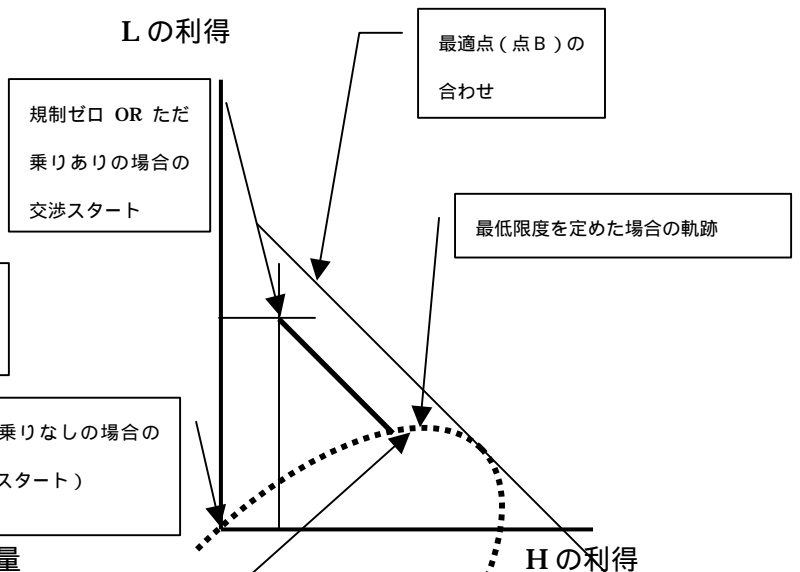 L の利得
最適点(点B)の
合わせ
規制ゼロ OR ただ
乗りありの場合の
交渉スタート
最低限度を定めた場合の軌跡
乗りなしの場合の
スタート)
量
H の利得